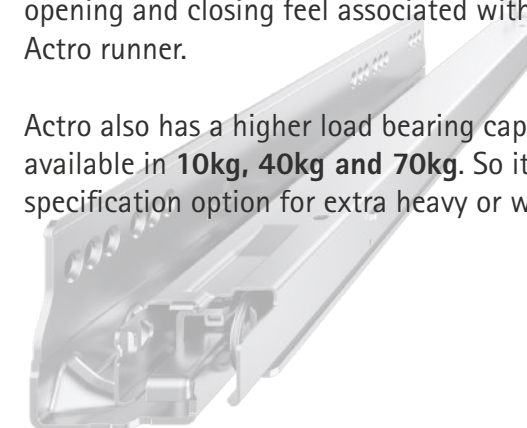 opening and closing feel associated with
Actro runner.
Actro also has a higher load bearing cap
available in 10kg, 40kg and 70kg. So it
specification option for extra heavy or w